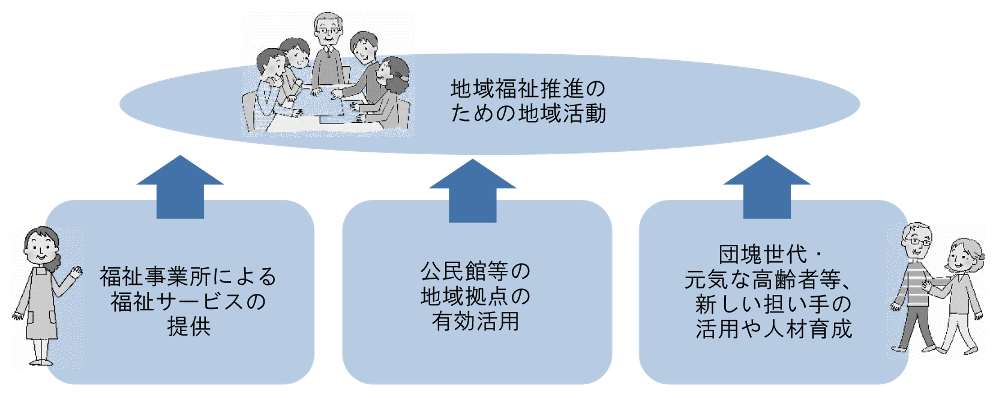 地域福祉推進の
ための地域活動
福祉事業所による
福祉サービスの
提供
公民館等の
地域拠点の
有効活用
団塊世代・
元気な高齢者等、
新しい担い手の
活用や人材育成